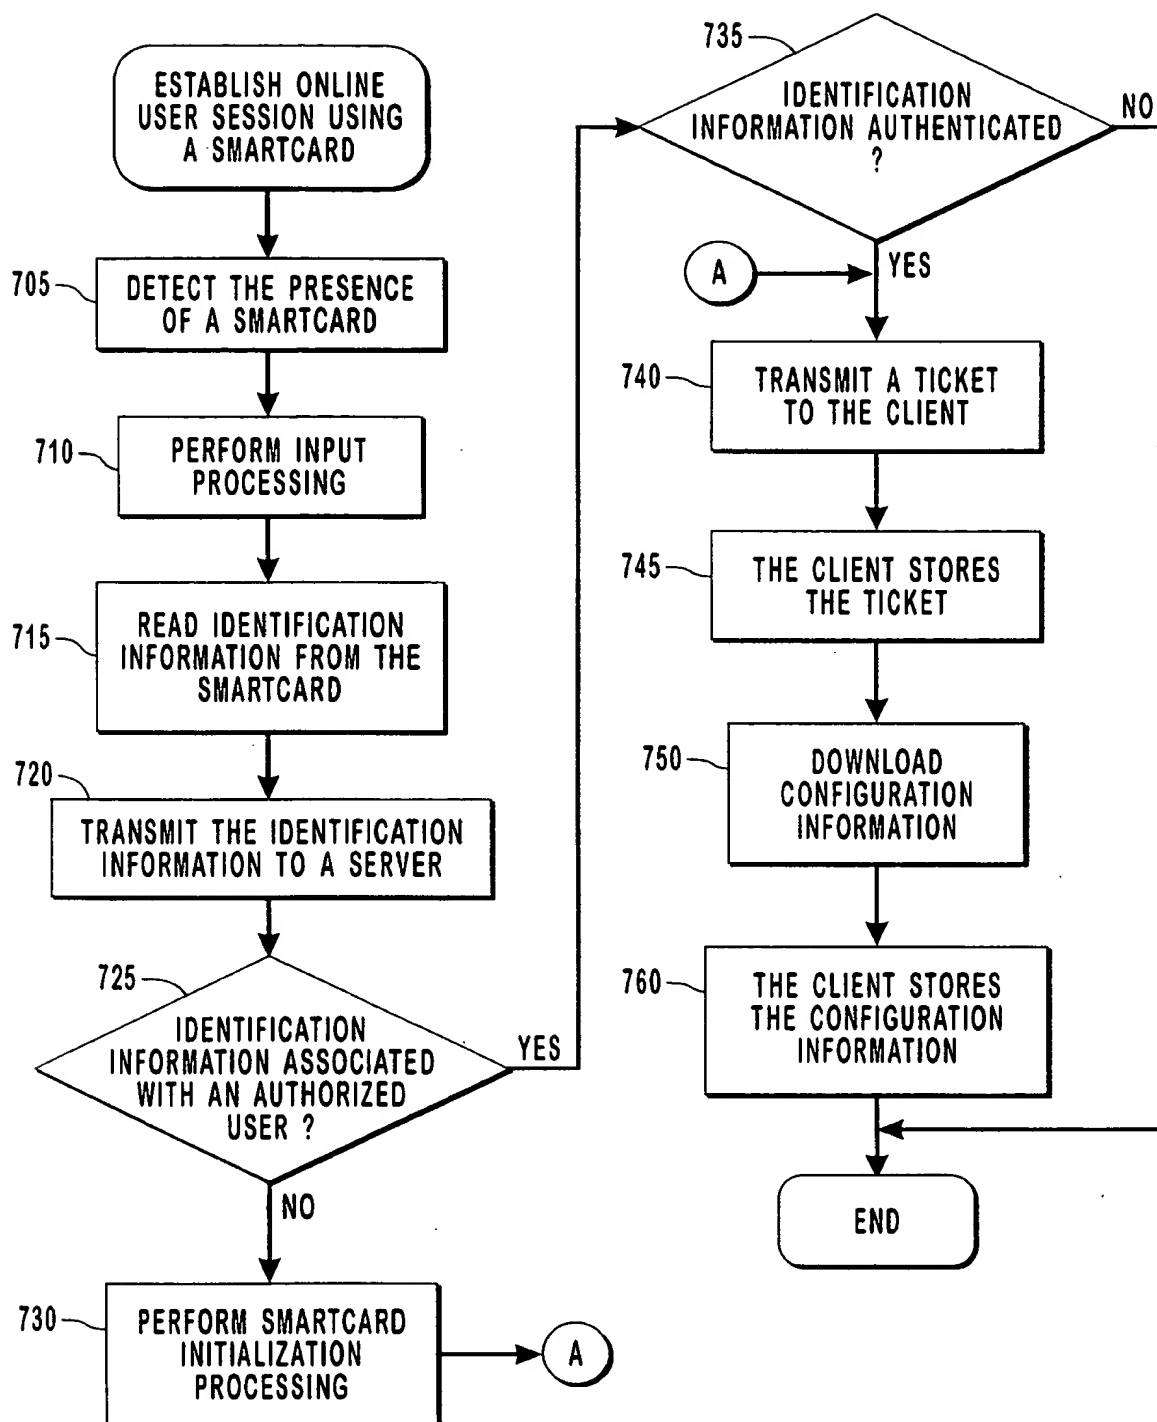 ESTABLISH ONLINE
USER SESSION USING
A SMARTCARD
705
DETECT THE PRESENCE
OF A SMARTCARD
710
PERFORM INPUT
PROCESSING
715
READ IDENTIFICATION
INFORMATION FROM THE
SMARTCARD
720
TRANSMIT THE IDENTIFICATION
INFORMATION TO A SERVER
725
IDENTIFICATION
INFORMATION ASSOCIATED
WITH AN AUTHORIZED
USER ?
YES
NO
730
PERFORM SMARTCARD
INITIALIZATION
PROCESSING
A
735
IDENTIFICATION
INFORMATION AUTHENTICATED
?
NO
YES
A
740
TRANSMIT A TICKET
TO THE CLIENT
745
THE CLIENT STORES
THE TICKET
750
DOWNLOAD
CONFIGURATION
INFORMATION
760
THE CLIENT STORES
THE CONFIGURATION
INFORMATION
END